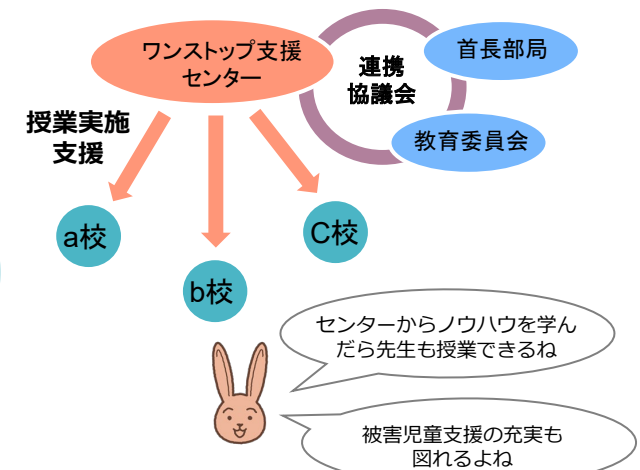 ワンストップ支援
センター
連携
協議会
首長部局
教育委員会
授業実施
支援
a校
b校
C校
センターからノウハウを学ん
だら先生も授業できるね
被害児童支援の充実も
図れるよね